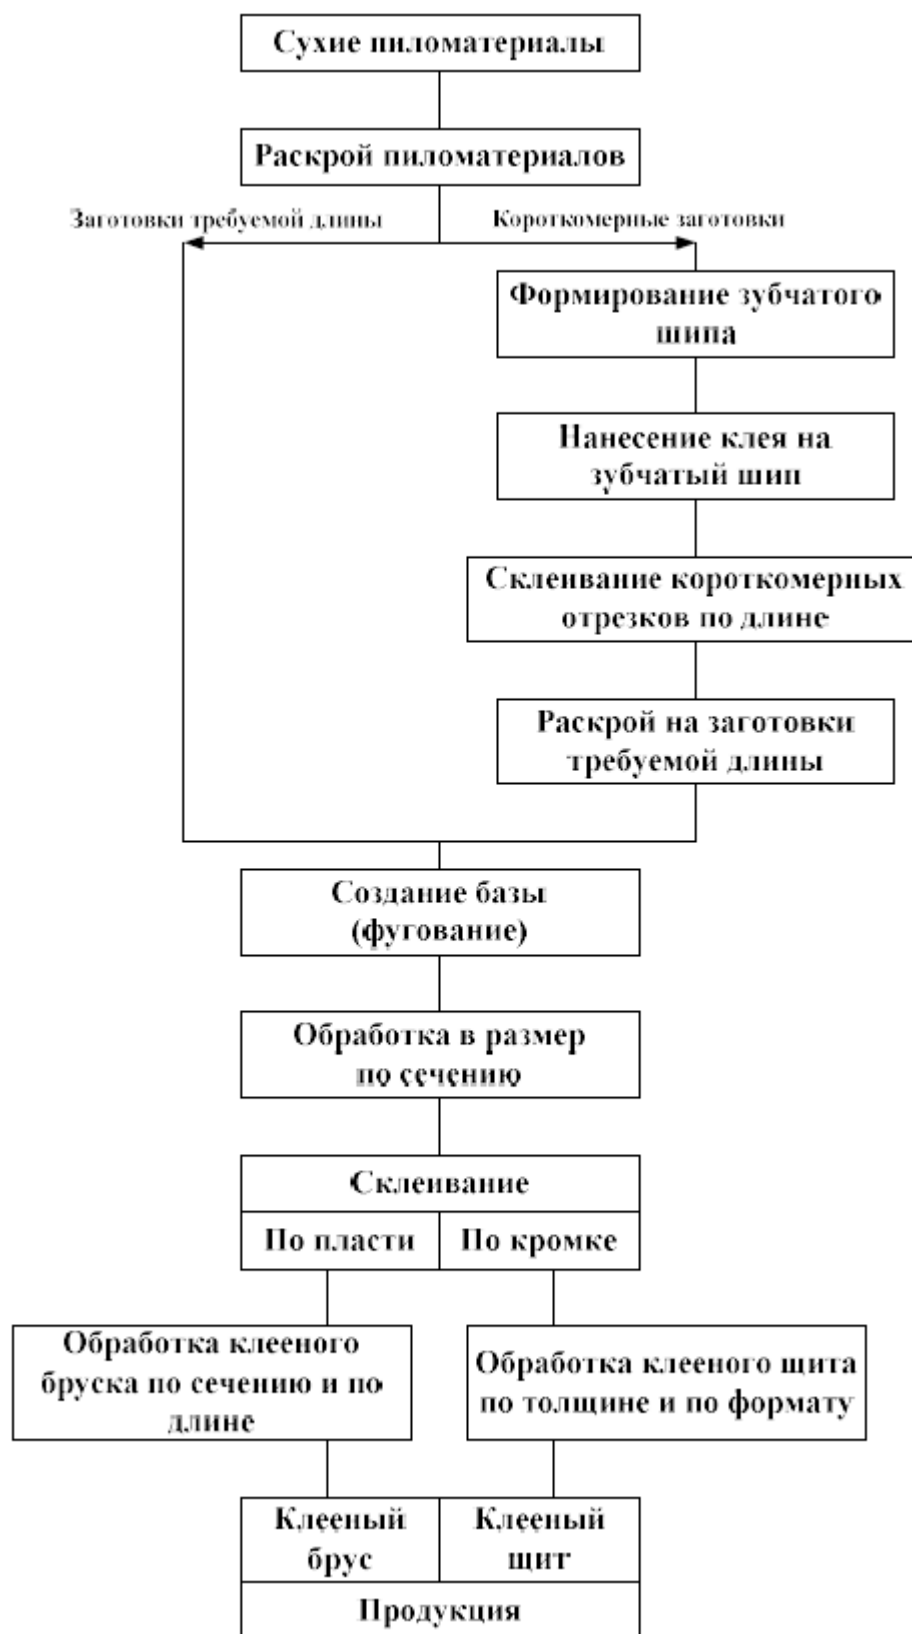 Сухие пиломатериалы
Раскрой пиломатериалов
Заготовки требуемой длины
Короткомерные заготовки
Формирование зубчатого
шипа
Нанесение клея на
зубчатый шип
Склеивание короткомерных
отрезков по длине
Раскрой на заготовки
требуемой длины
Создание базы
(фугование)
Обработка в размер
по сечению
Склеивание
По пласти
По кромке
Обработка клееного
бруска по сечению и по
длине
Обработка клееного щита
по толщине и по формату
Клееный
брус
Клееный
щит
Продукция